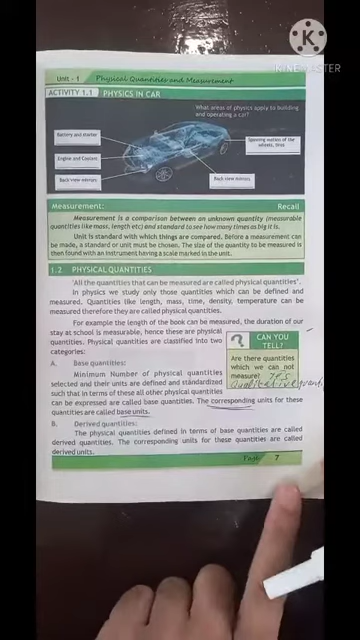 K
KINEMASTER
Unit - 1 Physical Quantities and Measurement
ACTIVITY 1.1 PHYSICS IN CAR
What areas of physics apply to building
and operating a car?
Battery and starter
Spinning motion of the
wheels, tires
Engine and Coolant
Back view mirrors
Back view mirrors
Measurement: Recall
Measurement is a comparison between an unknown quantity (measurable
quantities like mass, length etc) and standard to see how many times as big it is.
Unit is standard with which things are compared. Before a measurement can
be made, a standard or unit must be chosen. The size of the quantity to be measured is
then found with an instrument having a scale marked in the unit.
1.2 PHYSICAL QUANTITIES
'All the quantities that can be measured are called physical quantities'.
In physics we study only those quantities which can be defined and
measured. Quantities like length, mass, time, density, temperature can be
measured therefore they are called physical quantities.
For example the length of the book can be measured, the duration of our
stay at school is measurable, hence these are physical
quantities. Physical quantities are classified into two
categories:
? CAN YOU
TELL?
Are there quantities
which we can not
measure? Yes
Qualitative quant
A. Base quantities:
Minimum Number of physical quantities
selected and their units are defined and standardized
such that in terms of these all other physical quantities
can be expressed are called base quantities. The corresponding units for these
quantities are called base units.
B. Derived quantities:
The physical quantities defined in terms of base quantities are called
derived quantities. The corresponding units for these quantities are called
derived units.
Page 7